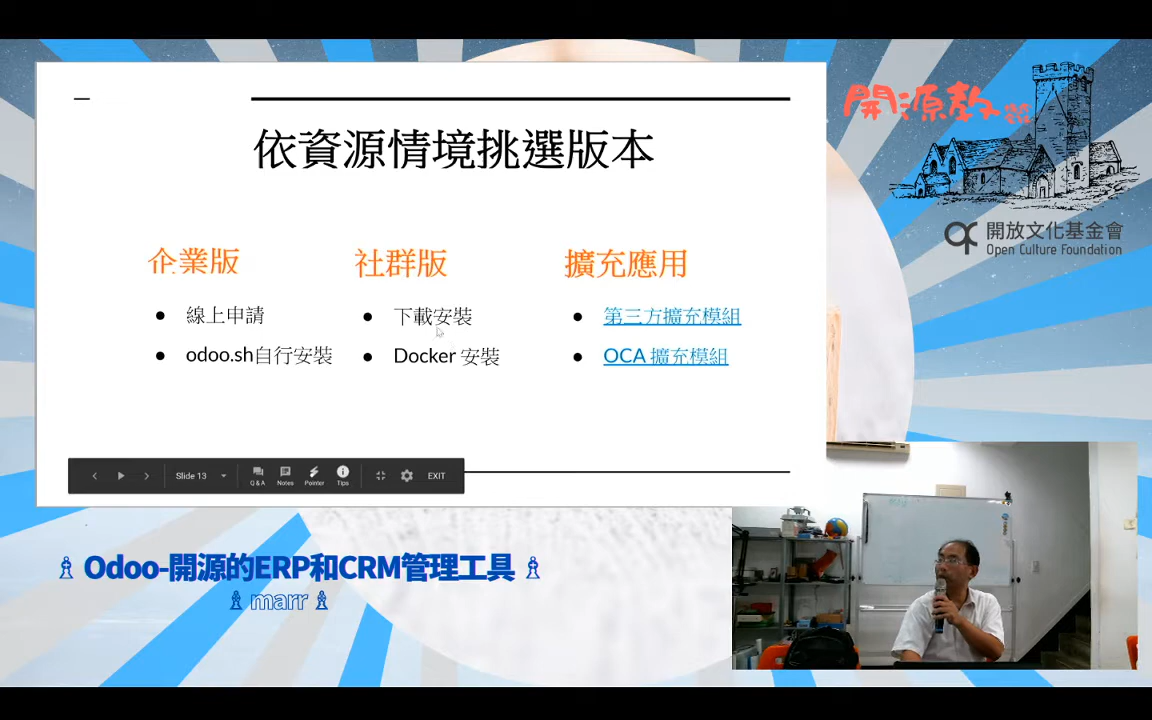 依資源情境挑選版本
企業版
線上申請
odoo.sh自行安裝
社群版
下載安裝
Docker 安裝
擴充應用
第三方擴充模組
OCA 擴充模組
Slide 13
Q & A
Notes
Pointer
Tips
EXIT
開源教
開放文化基金會
Open Culture Foundation
Odoo-開源的ERP和CRM管理工具
marr